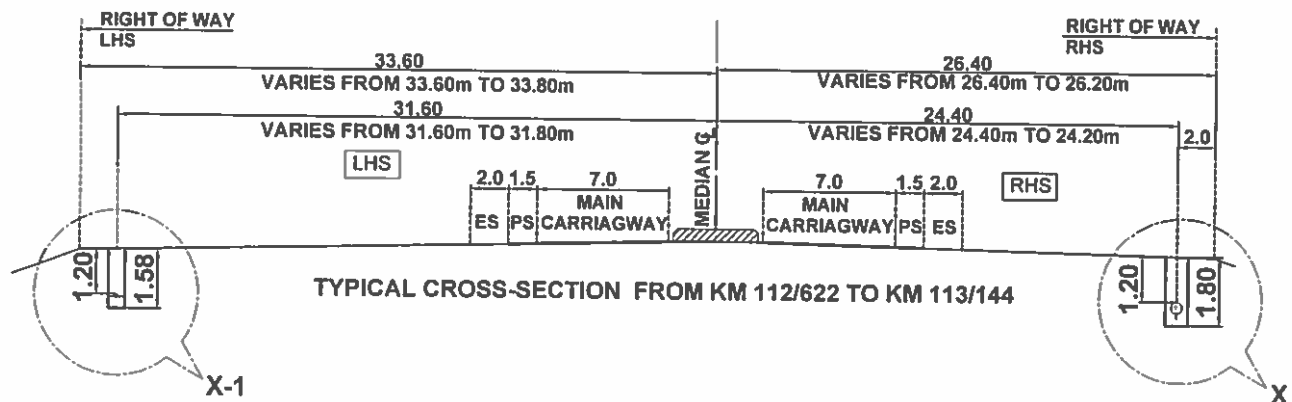 RIGHT OF WAY
LHS
RIGHT OF WAY
RHS
33.60
VARIES FROM 33.60m TO 33.80m
26.40
VARIES FROM 26.40m TO 26.20m
31.60
VARIES FROM 31.60m TO 31.80m
24.40
VARIES FROM 24.40m TO 24.20m
2.0
LHS
MEDIAN ℄
RHS
2.0 1.5 7.0
ES PS MAIN
CARRIAGWAY
7.0 1.5 2.0
MAIN PS ES
CARRIAGWAY
1.20
1.58
TYPICAL CROSS-SECTION FROM KM 112/622 TO KM 113/144
1.20
1.80
X-1
X